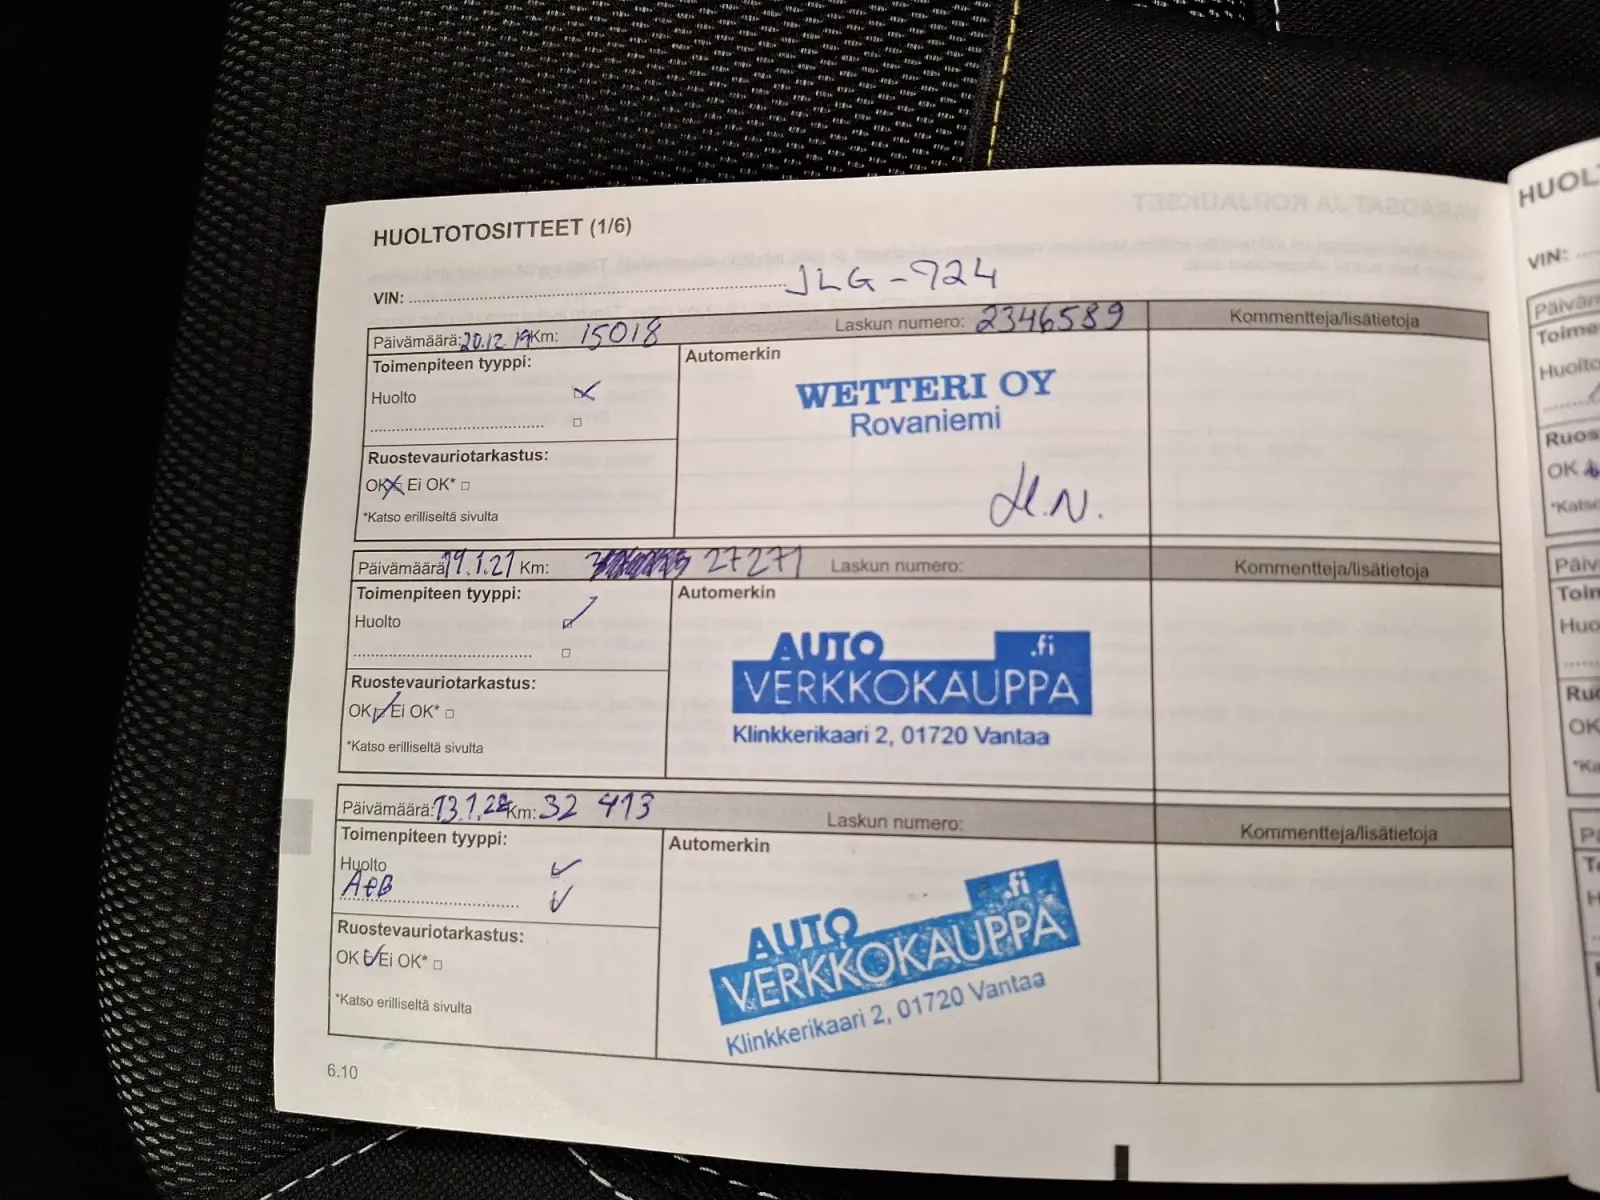 HUOLTOTOSITTEET (1/6)
VIN: JLG-724
Päivämäärä: 20.12.19 Km: 15018 Laskun numero: 2346589 Kommentteja/lisätietoja
Toimenpiteen tyyppi: Automerkin
Huolto
WETTERI OY
Rovaniemi
Ruostevauriotarkastus:
OK Ei OK*
*Katso erilliseltä sivulta
H.N.
Päivämäärä: 19.1.21 Km: 27271 Laskun numero: Kommentteja/lisätietoja
Toimenpiteen tyyppi: Automerkin
Huolto
AUTO .fi
VERKKOKAUPPA
Klinkkerikaari 2, 01720 Vantaa
Ruostevauriotarkastus:
OK Ei OK*
*Katso erilliseltä sivulta
Päivämäärä: 13.1.22 Km: 32 413 Laskun numero: Kommentteja/lisätietoja
Toimenpiteen tyyppi: Automerkin
Huolto
A+B
AUTO .fi
VERKKOKAUPPA
Klinkkerikaari 2, 01720 Vantaa
Ruostevauriotarkastus:
OK Ei OK*
*Katso erilliseltä sivulta
6.10
VIN:
Huolto
OK